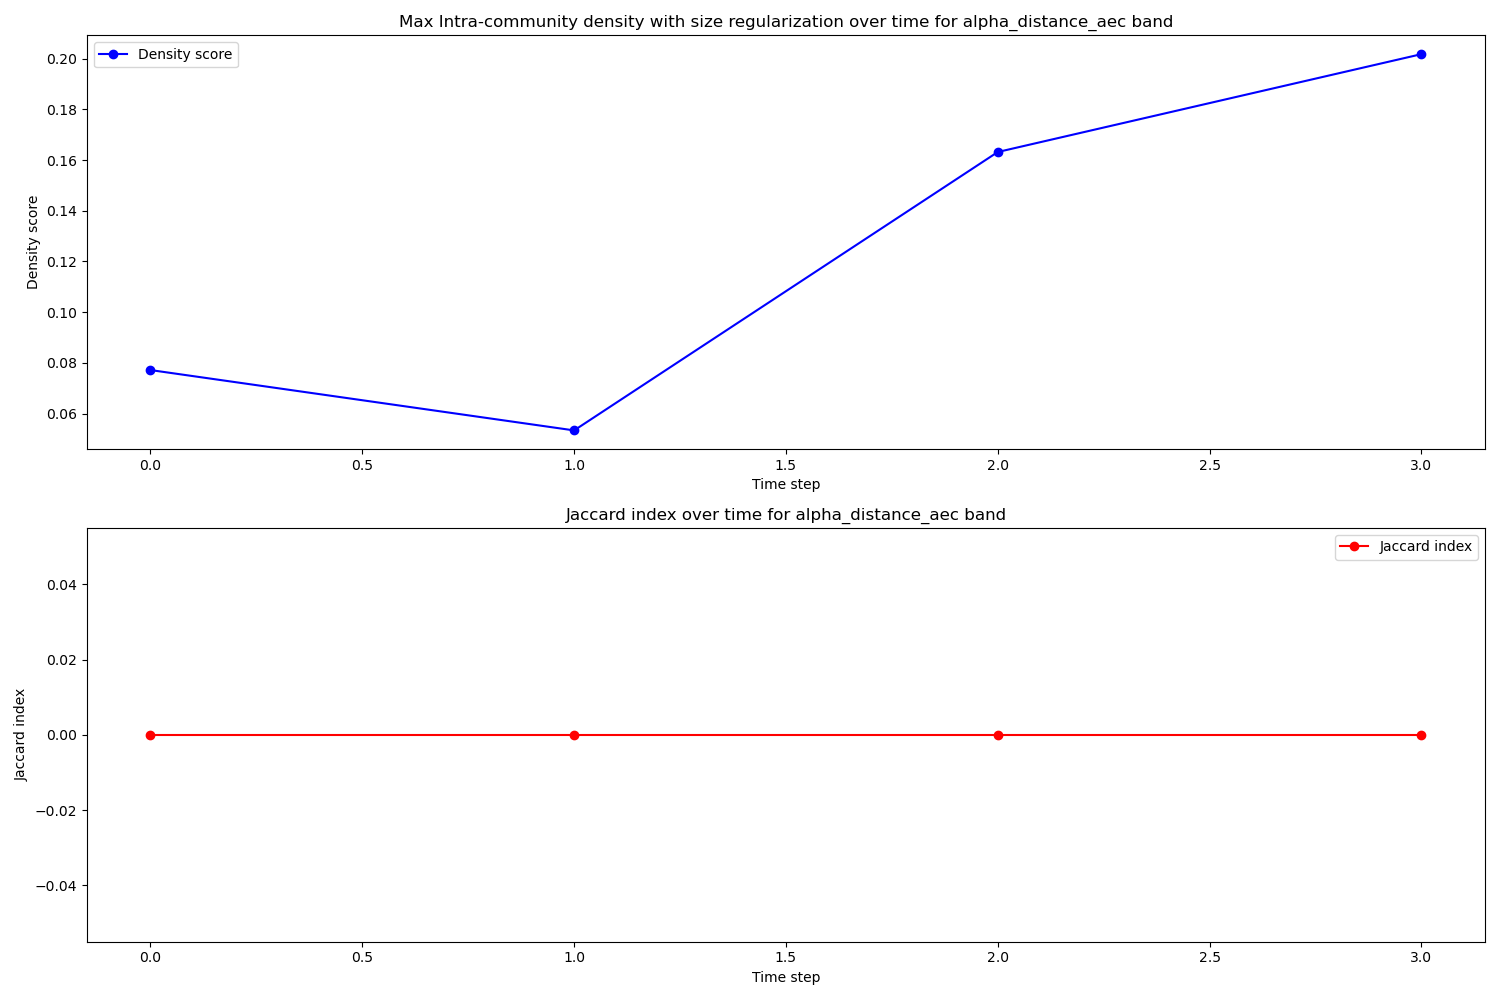 Max Intra-community density with size regularization over time for alpha_distance_aec band
Density score
0.20
0.18
0.16
0.14
0.12
0.10
0.08
0.06
Density score
0.0 0.5 1.0 1.5 2.0 2.5 3.0
Time step
Jaccard index over time for alpha_distance_aec band
Jaccard index
0.04
0.02
0.00
−0.02
−0.04
Jaccard index
0.0 0.5 1.0 1.5 2.0 2.5 3.0
Time step